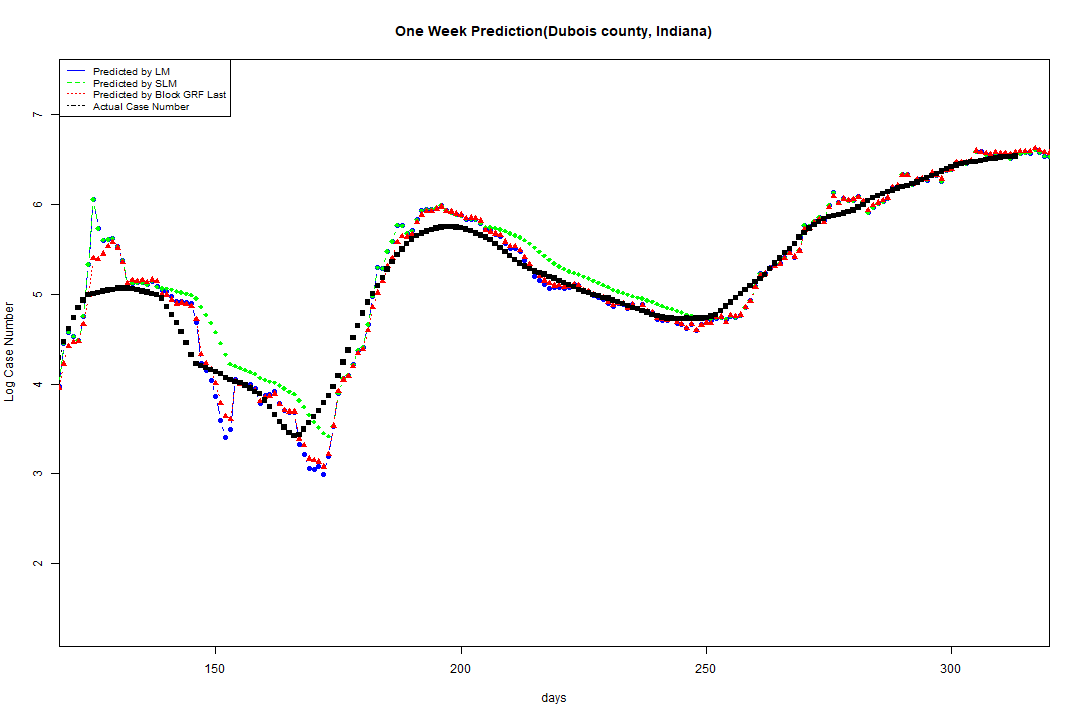 One Week Prediction(Dubois county, Indiana)
Predicted by LM
Predicted by SLM
Predicted by Block GRF Last
Actual Case Number
7
6
5
4
3
2
Log Case Number
150 200 250 300
days